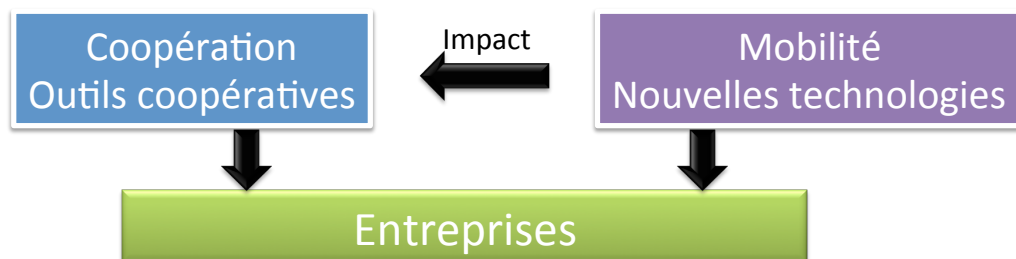 Coopération
Outils coopératives
Impact
Mobilité
Nouvelles technologies
Entreprises